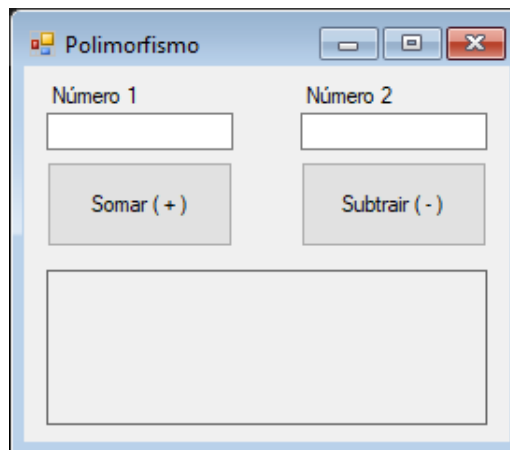 Polimorfismo
Número 1 Número 2
Somar ( + ) Subtrair ( - )